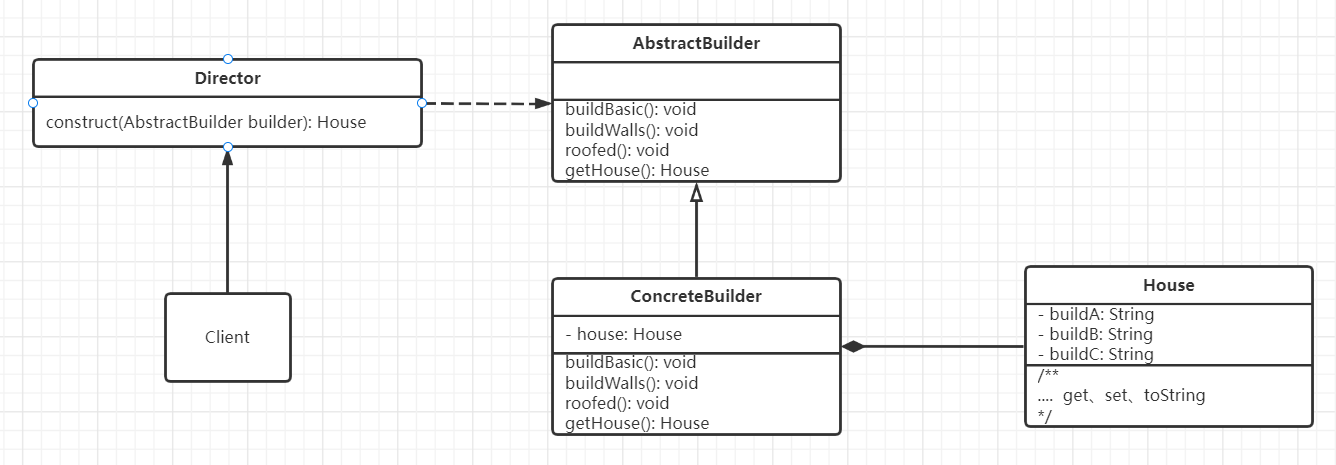 AbstractBuilder
buildBasic(): void
buildWalls(): void
roofed(): void
getHouse(): House
Director
construct(AbstractBuilder builder): House
Client
ConcreteBuilder
- house: House
buildBasic(): void
buildWalls(): void
roofed(): void
getHouse(): House
House
- buildA: String
- buildB: String
- buildC: String
/**
.... get、set、toString
*/